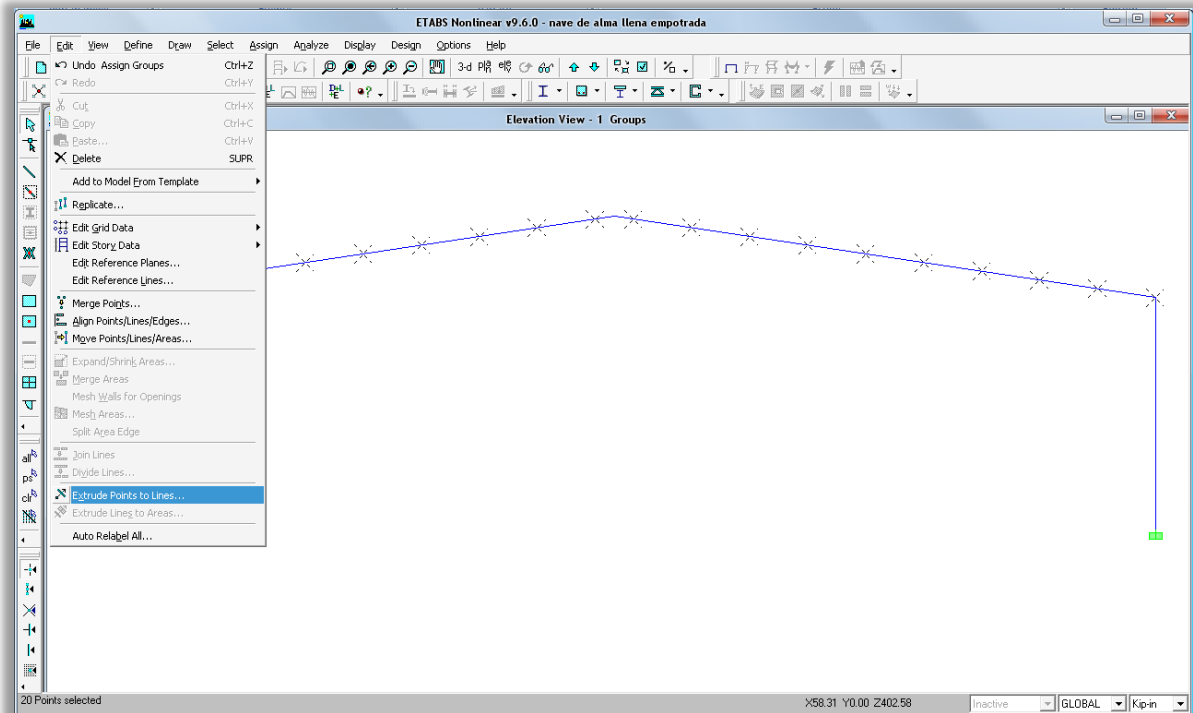 ETABS Nonlinear v9.6.0 - nave de alma llena empotrada
File Edit View Define Draw Select Assign Analyze Display Design Options Help
Undo Assign Groups Ctrl+Z
Redo Ctrl+Y
Cut Ctrl+X
Copy Ctrl+C
Paste... Ctrl+V
Delete SUPR
Add to Model From Template
Replicate...
Edit Grid Data
Edit Story Data
Edit Reference Planes...
Edit Reference Lines...
Merge Points...
Align Points/Lines/Edges...
Move Points/Lines/Areas...
Expand/Shrink Areas...
Merge Areas
Mesh Walls for Openings
Mesh Areas...
Split Area Edge
Join Lines
Divide Lines...
Extrude Points to Lines...
Extrude Lines to Areas...
Auto Relabel All...
3-d
Elevation View - 1 Groups
all
ps
clr
20 Points selected
X58.31 Y0.00 Z402.58
Inactive
GLOBAL
Kip-in